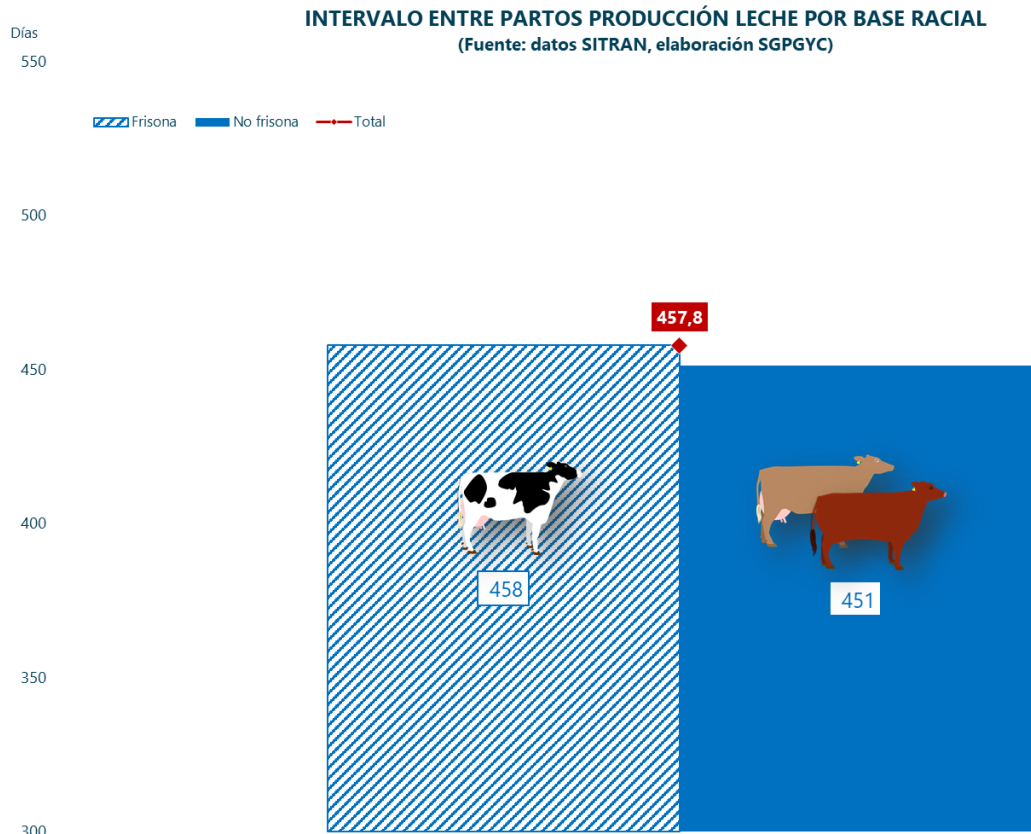 INTERVALO ENTRE PARTOS PRODUCCIÓN LECHE POR BASE RACIAL
(Fuente: datos SITRAN, elaboración SGPGYC)
Días
550
Frisona No frisona Total
500
457,8
450
400
458
451
350
300